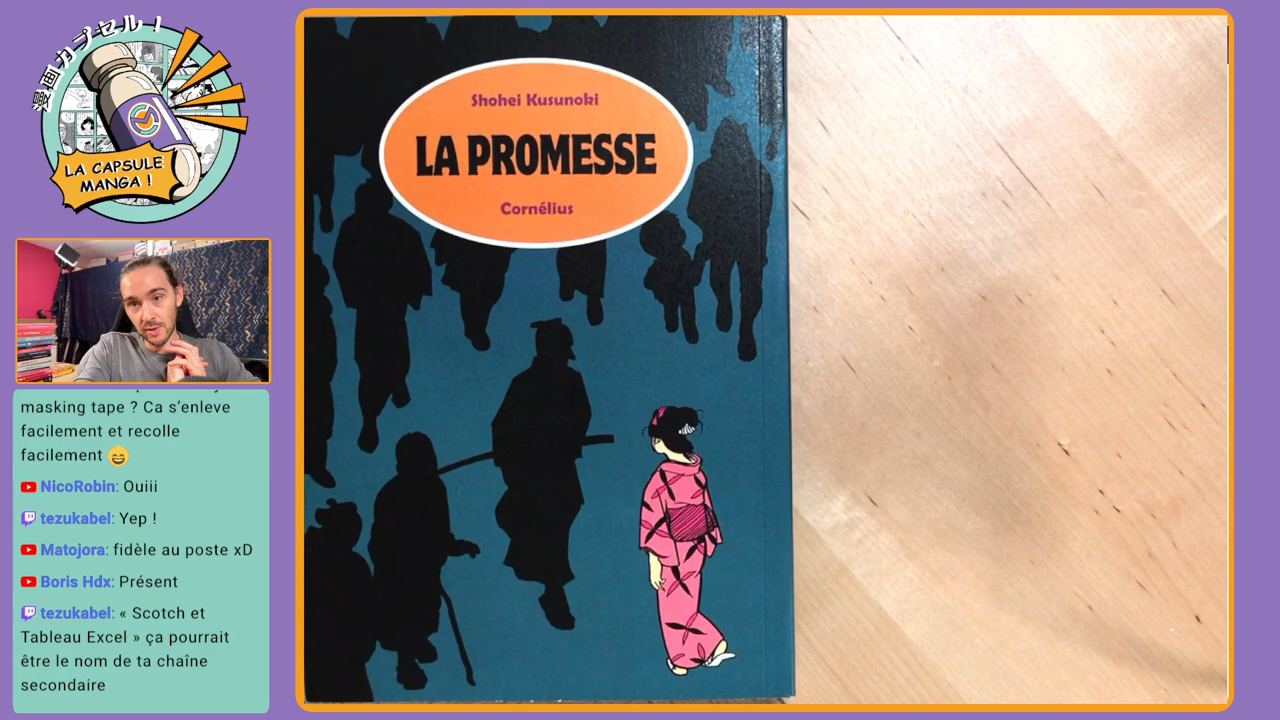 漫画カプセル!
LA CAPSULE
MANGA !
Shohei Kusunoki
LA PROMESSE
Cornélius
masking tape ? Ca s'enleve
facilement et recolle
facilement 😄
NicoRobin: Ouiii
tezukabel: Yep !
Matojora: fidèle au poste xD
Boris Hdx: Présent
tezukabel: « Scotch et
Tableau Excel » ça pourrait
être le nom de ta chaîne
secondaire